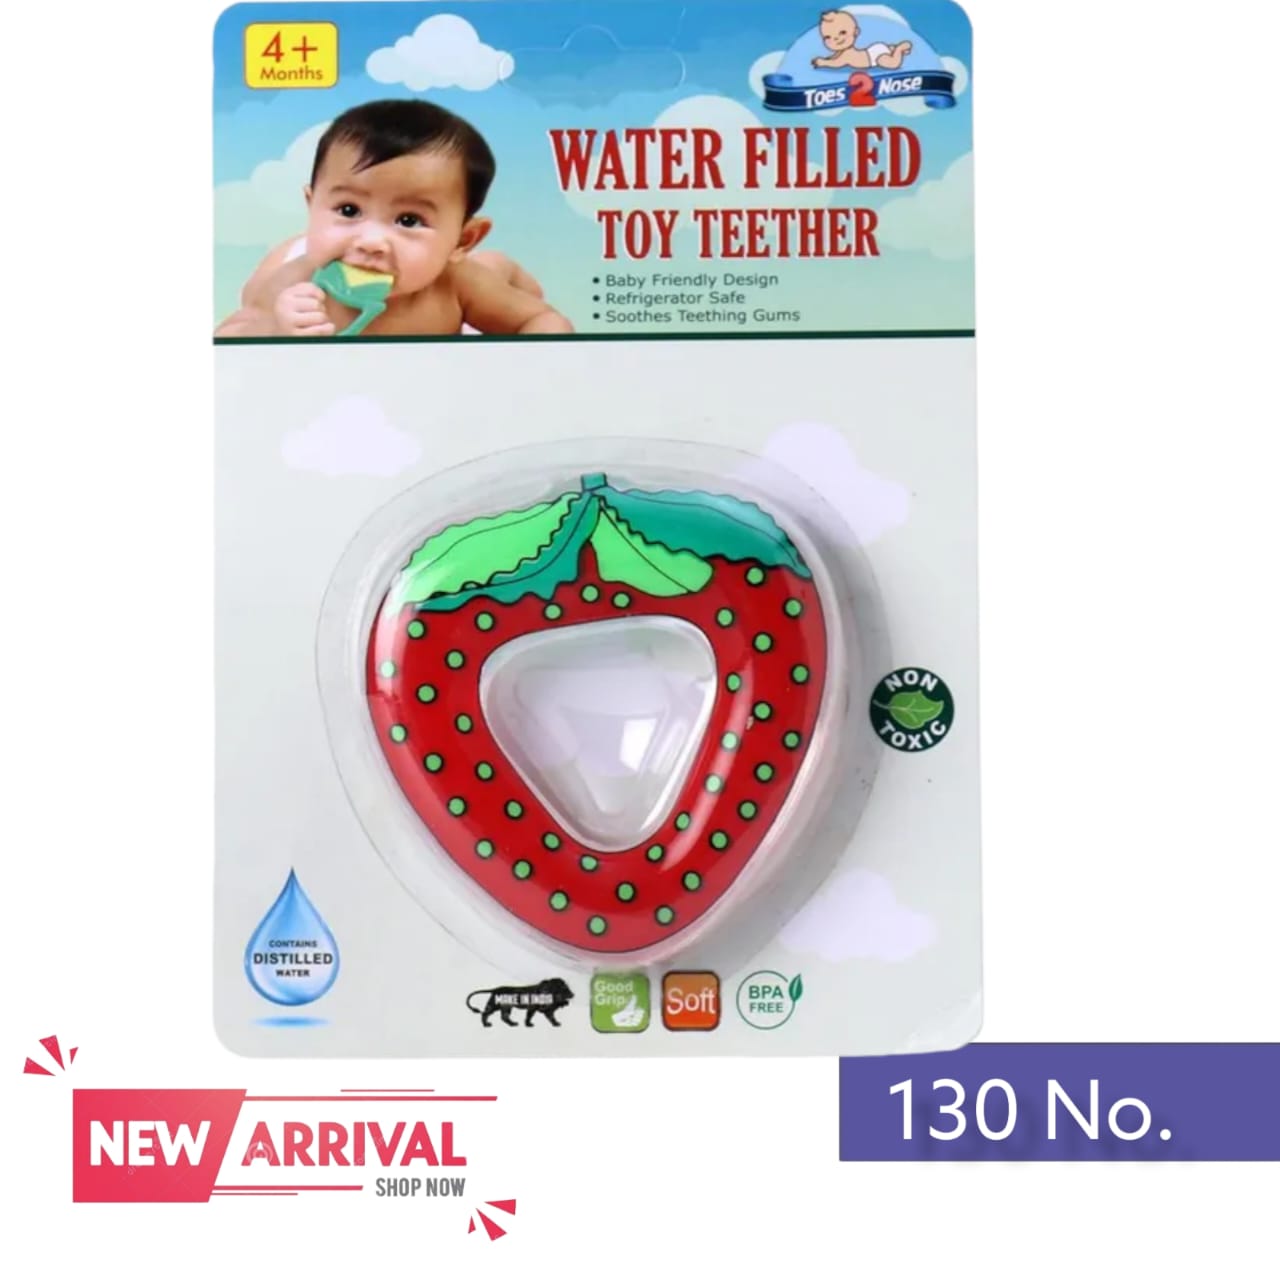 4+
Months
Toes 2 Nose
WATER FILLED
TOY TEETHER
• Baby Friendly Design
• Refrigerator Safe
• Soothes Teething Gums
NON
TOXIC
CONTAINS
DISTILLED
WATER
MAKE IN INDIA
Good
Grip
Soft
BPA
FREE
NEW ARRIVAL
SHOP NOW
130 No.